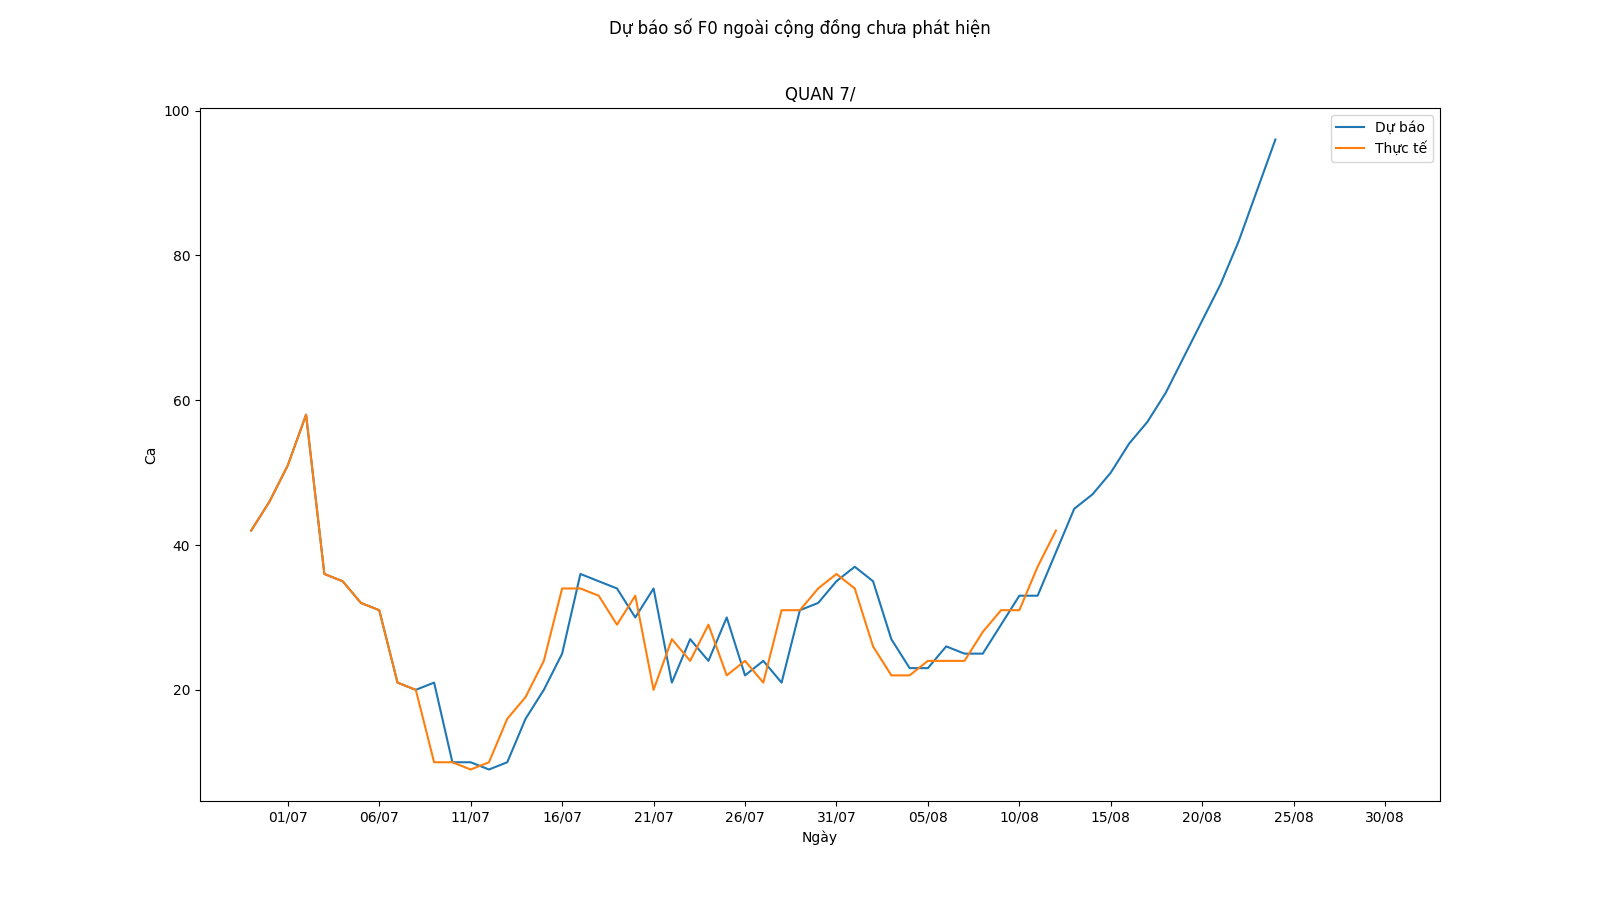 Dự báo số F0 ngoài cộng đồng chưa phát hiện
QUAN 7/
100
80
60
40
20
Ca
Dự báo
Thực tế
01/07 06/07 11/07 16/07 21/07 26/07 31/07 05/08 10/08 15/08 20/08 25/08 30/08
Ngày